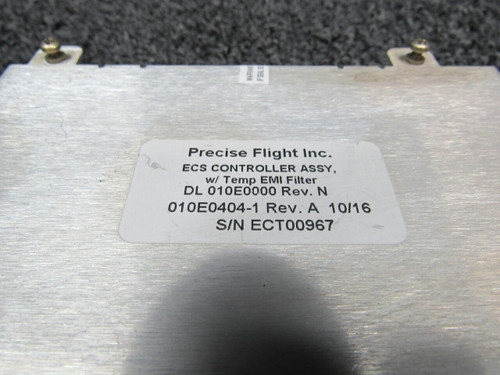 Precise Flight Inc.
ECS CONTROLLER ASSY,
w/ Temp EMI Filter
DL 010E0000 Rev. N
010E0404-1 Rev. A 10/16
S/N ECT00967